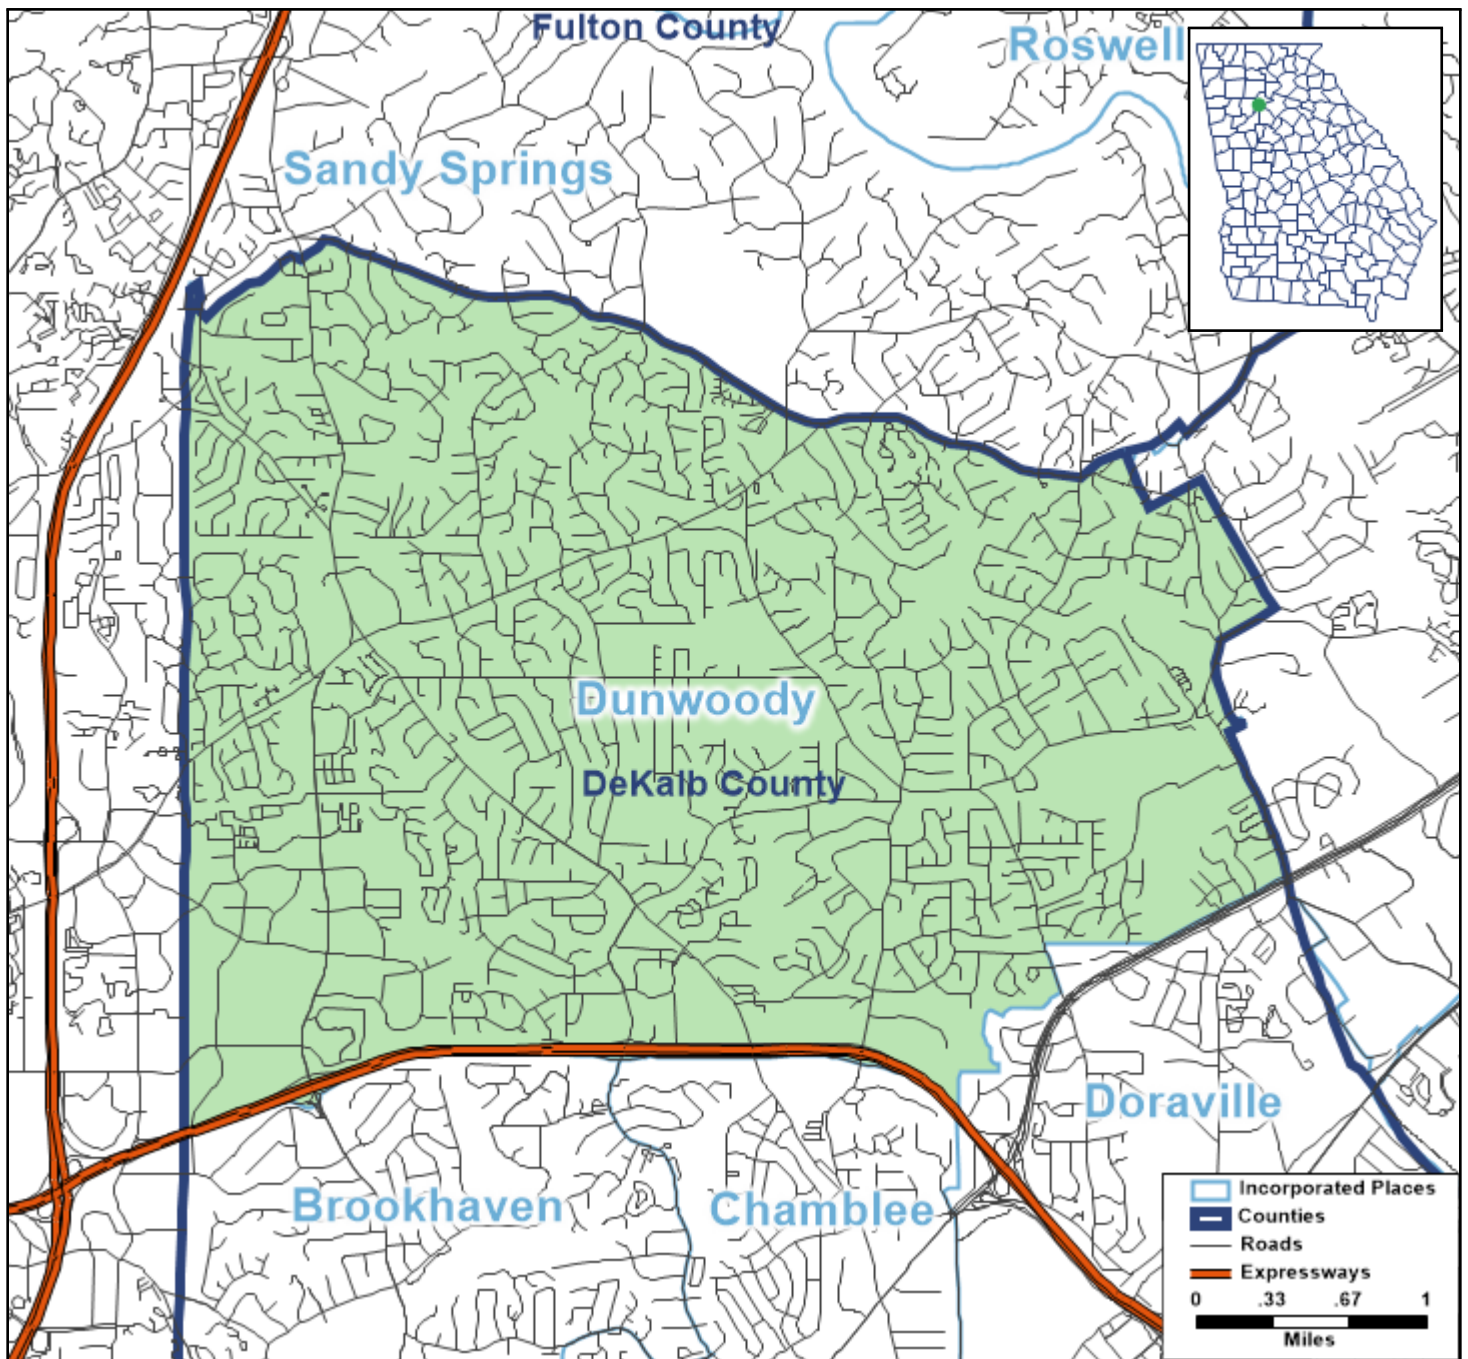 Fulton County
Roswell
Sandy Springs
Dunwoody
DeKalb County
Doraville
Brookhaven
Chamblee
Incorporated Places
Counties
Roads
Expressways
0 .33 .67 1
Miles